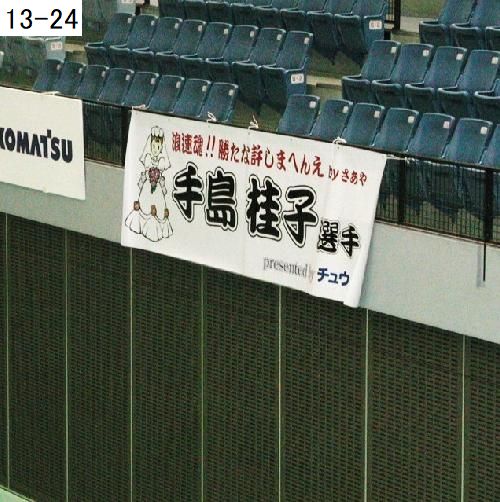 13-24
KOMATSU
浪速魂!!勝たな許しまへんえ by さあや
手島 桂子 選手
presented by チュウ